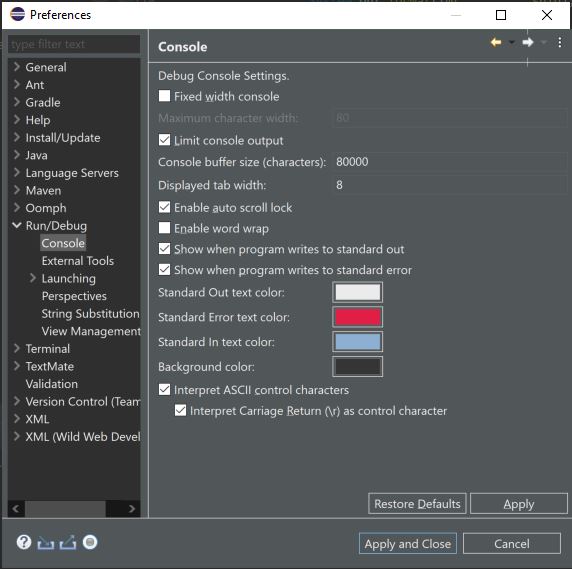 Preferences
type filter text
General
Ant
Gradle
Help
Install/Update
Java
Language Servers
Maven
Oomph
Run/Debug
Console
External Tools
Launching
Perspectives
String Substitution
View Management
Terminal
TextMate
Validation
Version Control (Team
XML
XML (Wild Web Devel
Console
Debug Console Settings.
Fixed width console
Maximum character width: 80
Limit console output
Console buffer size (characters): 80000
Displayed tab width: 8
Enable auto scroll lock
Enable word wrap
Show when program writes to standard out
Show when program writes to standard error
Standard Out text color:
Standard Error text color:
Standard In text color:
Background color:
Interpret ASCII control characters
Interpret Carriage Return (\r) as control character
Restore Defaults Apply
? Apply and Close Cancel